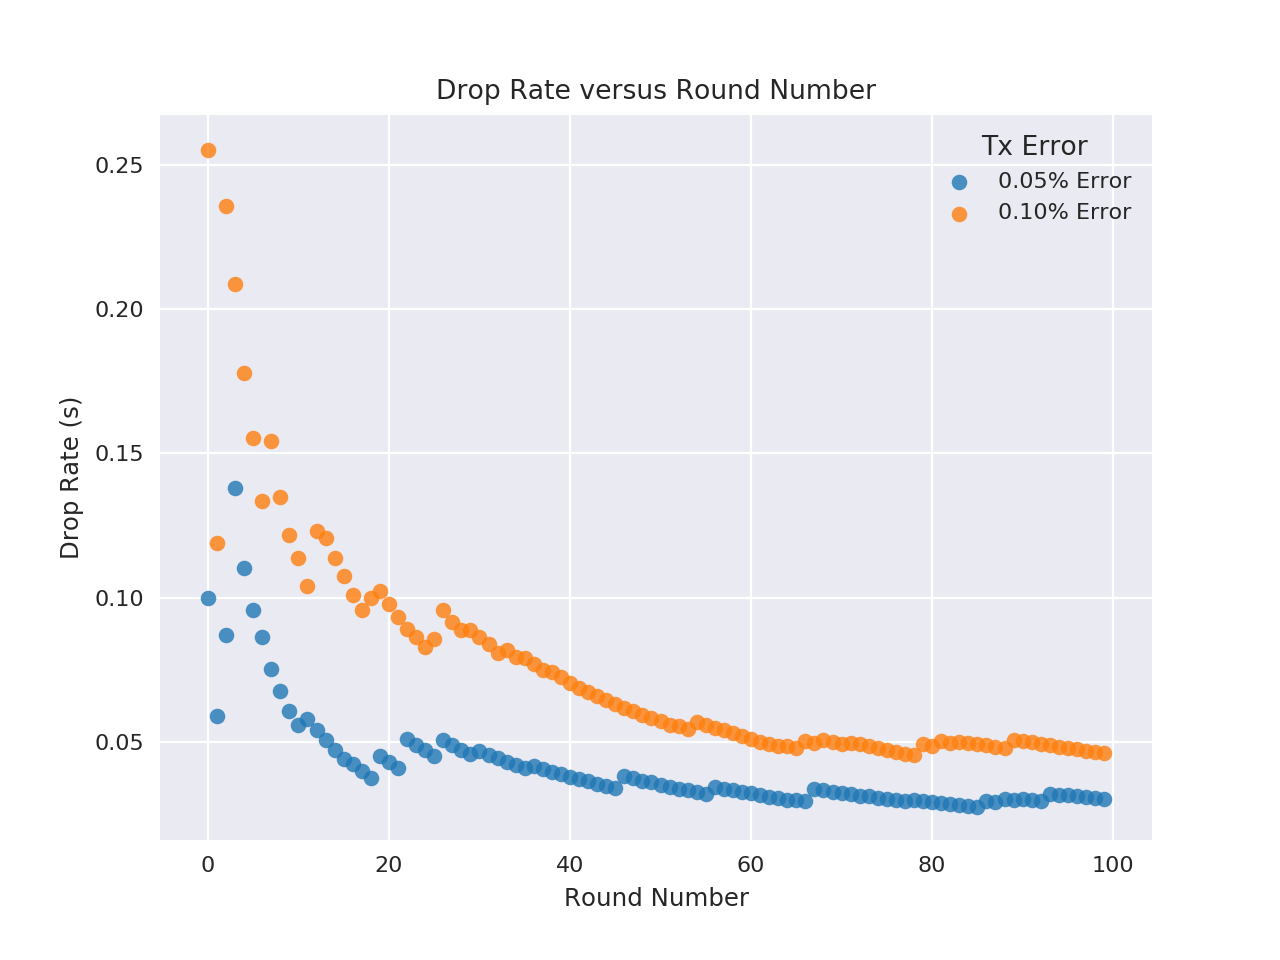 Drop Rate versus Round Number
Tx Error
0.05% Error
0.10% Error
Drop Rate (s)
0.25
0.20
0.15
0.10
0.05
0
20
40
60
80
100
Round Number